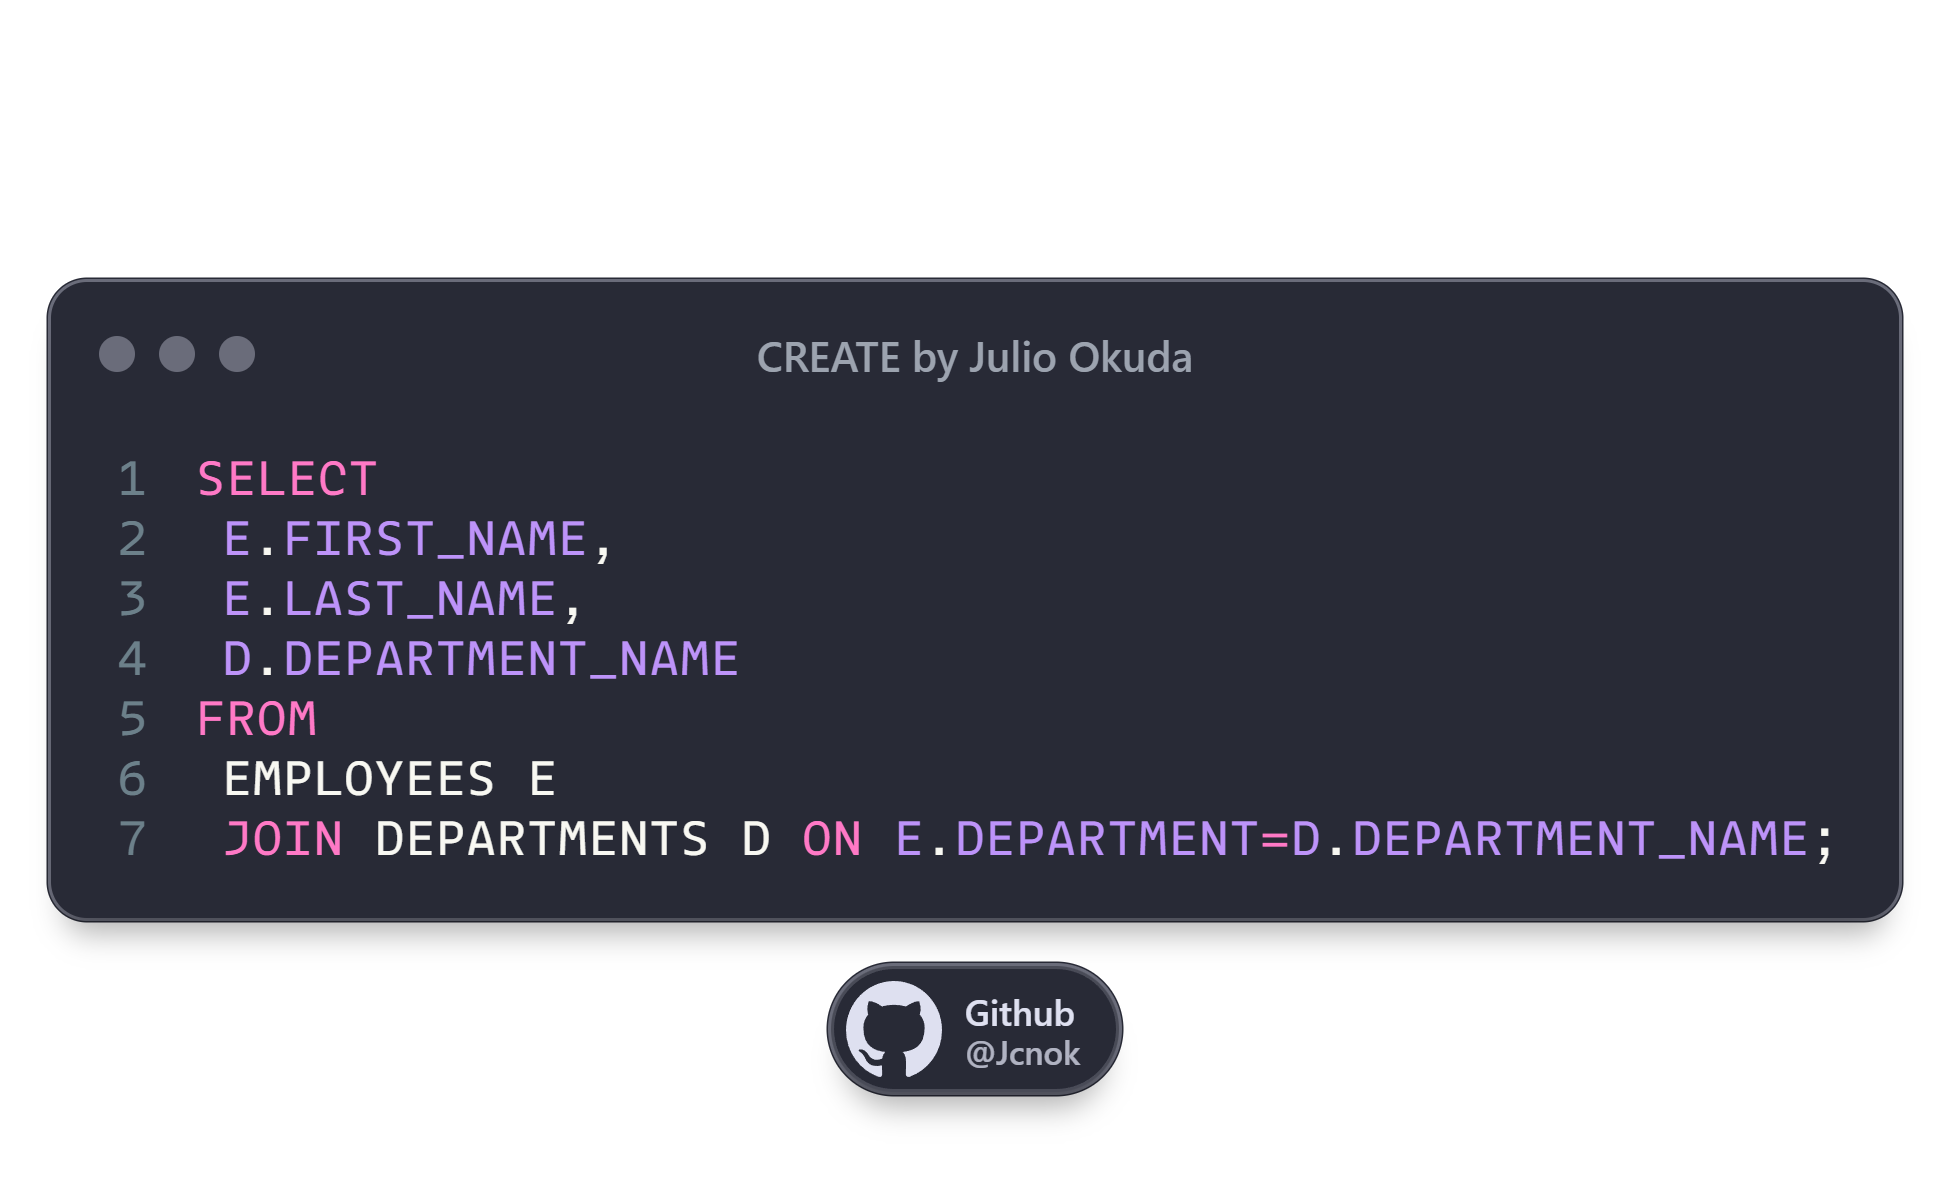 CREATE by Julio Okuda
1 SELECT
2 E.FIRST_NAME,
3 E.LAST_NAME,
4 D.DEPARTMENT_NAME
5 FROM
6 EMPLOYEES E
7 JOIN DEPARTMENTS D ON E.DEPARTMENT=D.DEPARTMENT_NAME;
Github
@Jcnok